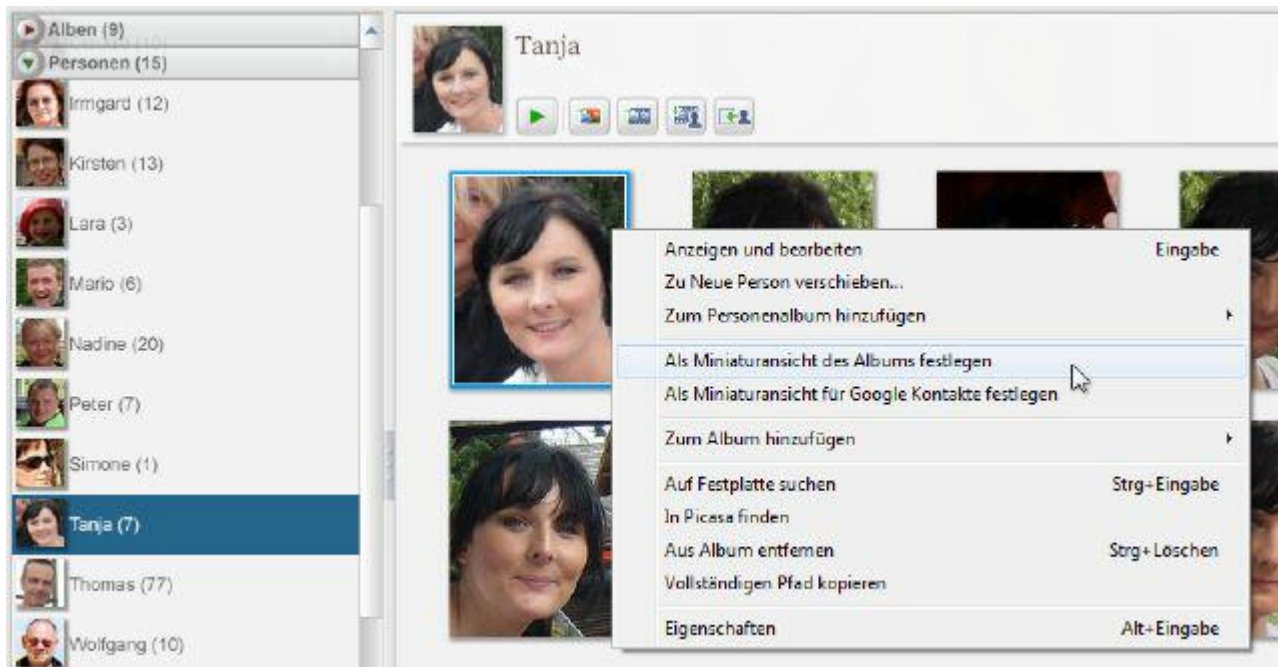 Alben (9)
Personen (15)
Irmgard (12)
Kirsten (13)
Lara (3)
Mario (6)
Nadine (20)
Peter (7)
Simone (1)
Tanja (7)
Thomas (77)
Wolfgang (10)
Tanja
Anzeigen und bearbeiten Eingabe
Zu Neue Person verschieben...
Zum Personenalbum hinzufügen
Als Miniaturansicht des Albums festlegen
Als Miniaturansicht für Google Kontakte festlegen
Zum Album hinzufügen
Auf Festplatte suchen Strg+Eingabe
In Picasa finden
Aus Album entfernen Strg+Löschen
Vollständigen Pfad kopieren
Eigenschaften Alt+Eingabe